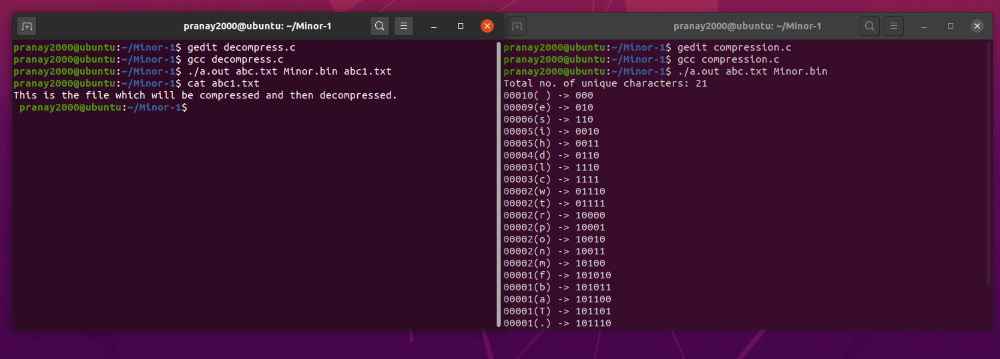 pranay2000@ubuntu: ~/Minor-1
pranay2000@ubuntu:~/Minor-1$ gedit decompress.c
pranay2000@ubuntu:~/Minor-1$ gcc decompress.c
pranay2000@ubuntu:~/Minor-1$ ./a.out abc.txt Minor.bin abc1.txt
pranay2000@ubuntu:~/Minor-1$ cat abc1.txt
This is the file which will be compressed and then decompressed.
pranay2000@ubuntu:~/Minor-1$
pranay2000@ubuntu: ~/Minor-1
pranay2000@ubuntu:~/Minor-1$ gedit compression.c
pranay2000@ubuntu:~/Minor-1$ gcc compression.c
pranay2000@ubuntu:~/Minor-1$ ./a.out abc.txt Minor.bin
Total no. of unique characters: 21
00010( ) -> 000
00009(e) -> 010
00006(s) -> 110
00005(i) -> 0010
00005(h) -> 0011
00004(d) -> 0110
00003(l) -> 1110
00003(c) -> 1111
00002(w) -> 01110
00002(t) -> 01111
00002(r) -> 10000
00002(p) -> 10001
00002(o) -> 10010
00002(n) -> 10011
00002(m) -> 10100
00001(f) -> 101010
00001(b) -> 101011
00001(a) -> 101100
00001(T) -> 101101
00001(.) -> 101110